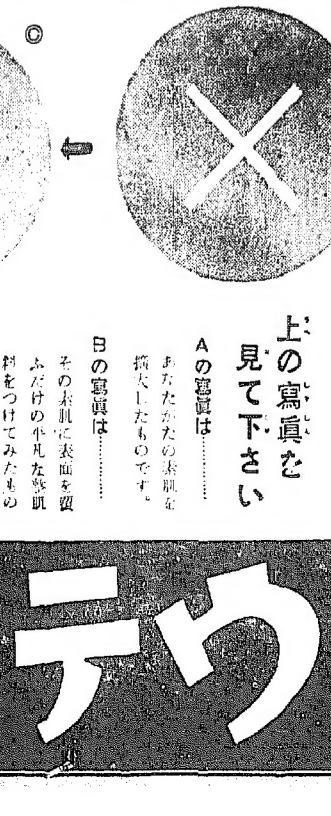 Ⓒ
上の寫眞を
見て下さい
Aの寫眞は…………
あなたがたの素肌を
擴大したものです。
Bの寫眞は…………
その素肌に表面を覆
ふだけの平凡な整肌
料をつけてみたもの
ウテ